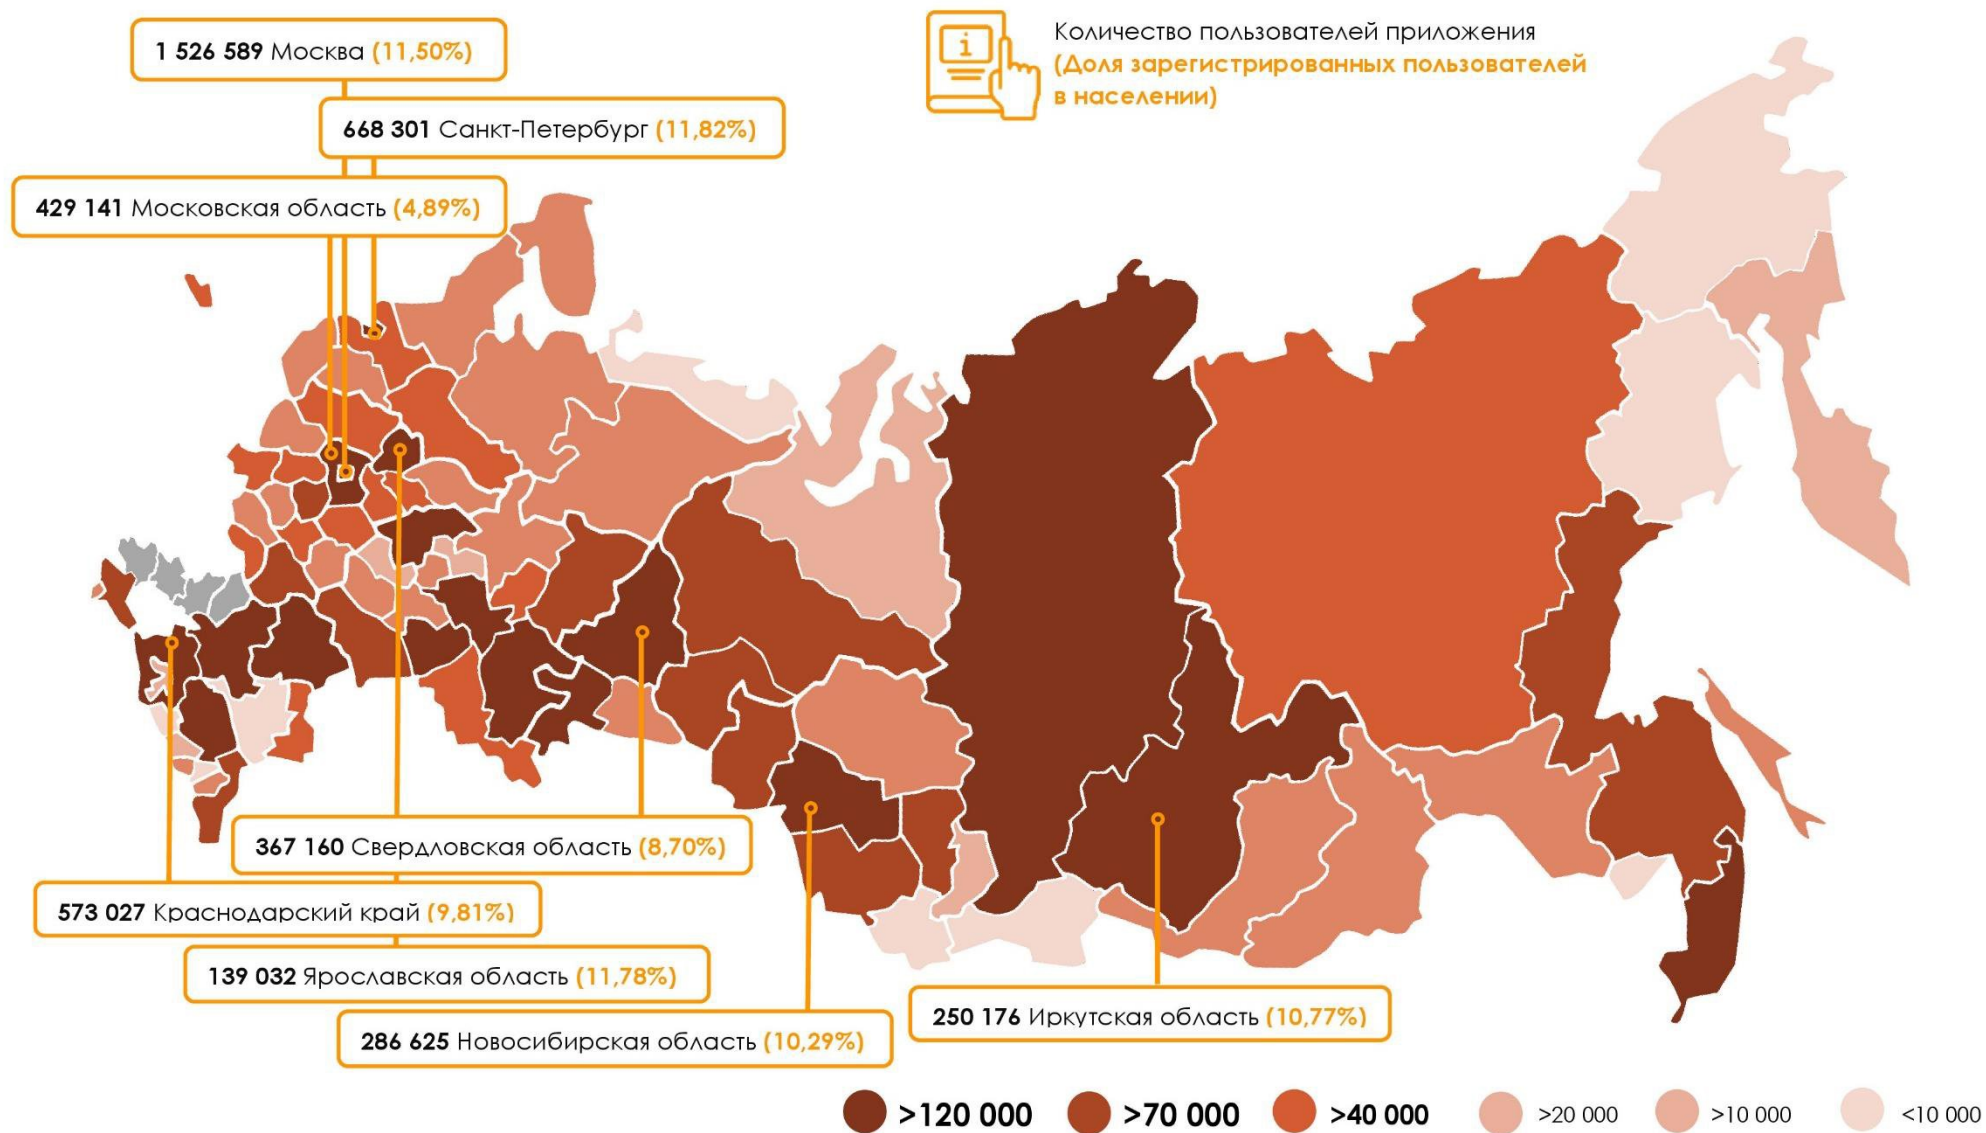 1 526 589 Москва (11,50%)
668 301 Санкт-Петербург (11,82%)
429 141 Московская область (4,89%)
i
Количество пользователей приложения
(Доля зарегистрированных пользователей
в населении)
367 160 Свердловская область (8,70%)
573 027 Краснодарский край (9,81%)
139 032 Ярославская область (11,78%)
286 625 Новосибирская область (10,29%)
250 176 Иркутская область (10,77%)
>120 000 >70 000 >40 000 >20 000 >10 000 <10 000